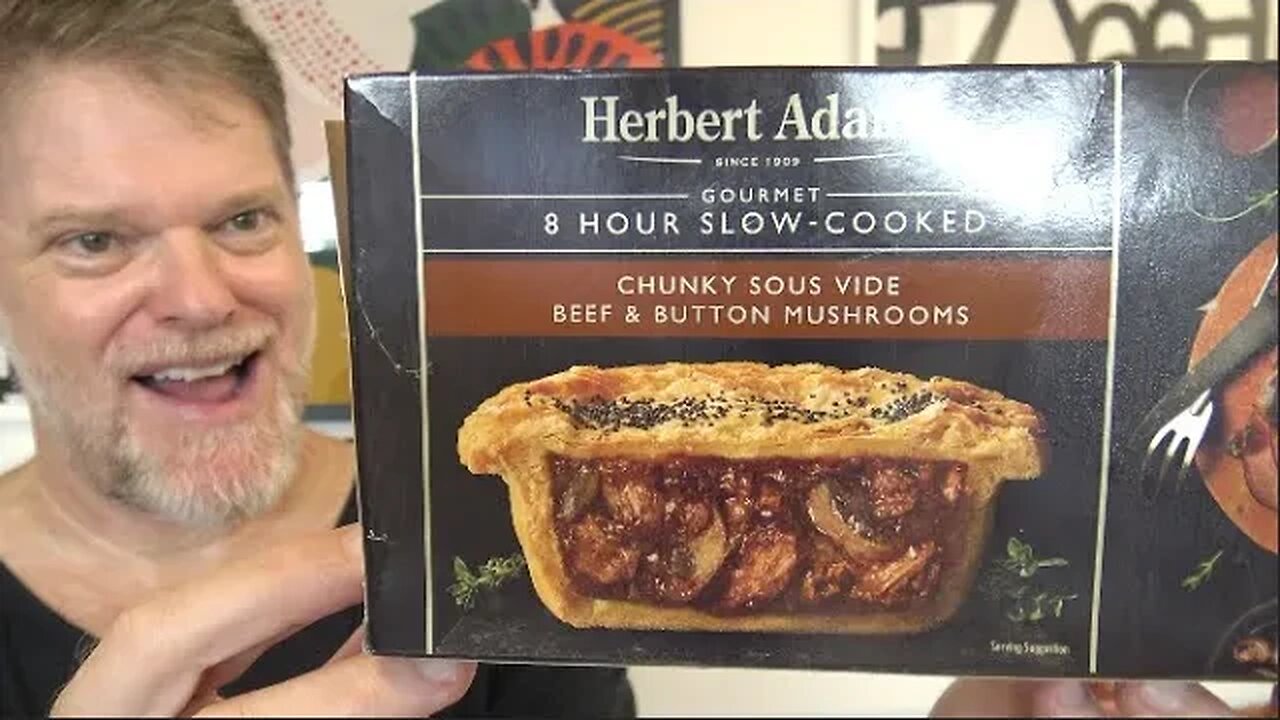 Herbert Ada
SINCE 1909
GOURMET
8 HOUR SLOW-COOKED
CHUNKY SOUS VIDE
BEEF & BUTTON MUSHROOMS
Serving Suggestion